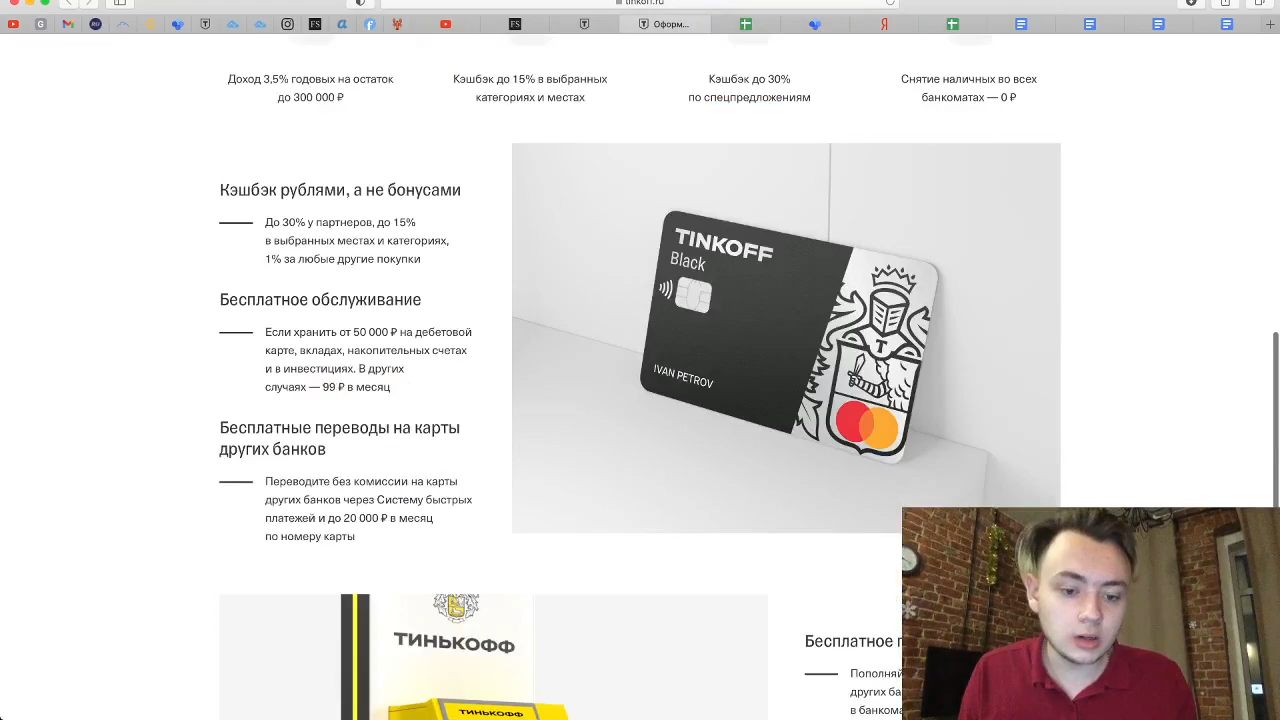 tinkoff.ru
Оформ...
Доход 3,5% годовых на остаток
до 300 000 ₽
Кэшбэк до 15% в выбранных
категориях и местах
Кэшбэк до 30%
по спецпредложениям
Снятие наличных во всех
банкоматах — 0 ₽
Кэшбэк рублями, а не бонусами
До 30% у партнеров, до 15%
в выбранных местах и категориях,
1% за любые другие покупки
Бесплатное обслуживание
Если хранить от 50 000 ₽ на дебетовой
карте, вкладах, накопительных счетах
и в инвестициях. В других
случаях — 99 ₽ в месяц
Бесплатные переводы на карты
других банков
Переводите без комиссии на карты
других банков через Систему быстрых
платежей и до 20 000 ₽ в месяц
по номеру карты
TINKOFF
Black
IVAN PETROV
T
ТИНЬКОФФ
ТИНЬКОФФ
Бесплатное п
Пополняй
других ба
в банкома